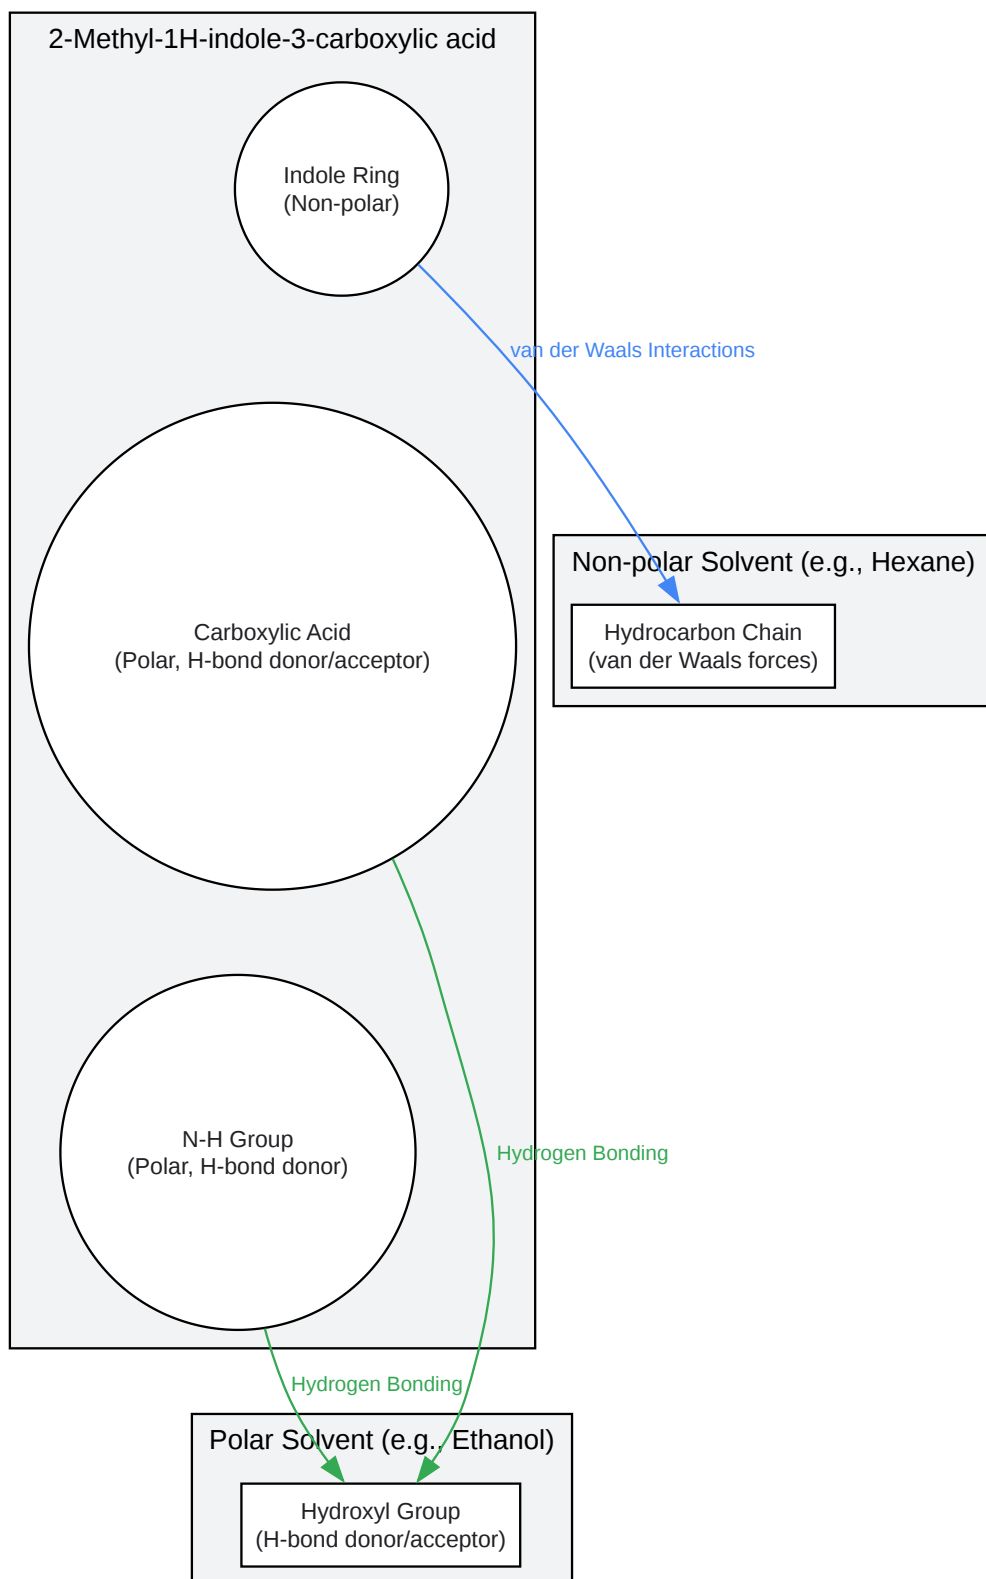 2-Methyl-1H-indole-3-carboxylic acid
Indole Ring
(Non-polar)
van der Waals Interactions
Non-polar Solvent (e.g., Hexane)
Hydrocarbon Chain
(van der Waals forces)
Carboxylic Acid
(Polar, H-bond donor/acceptor)
N-H Group
(Polar, H-bond donor)
Hydrogen Bonding
Hydrogen Bonding
Polar Solvent (e.g., Ethanol)
Hydroxyl Group
(H-bond donor/acceptor)